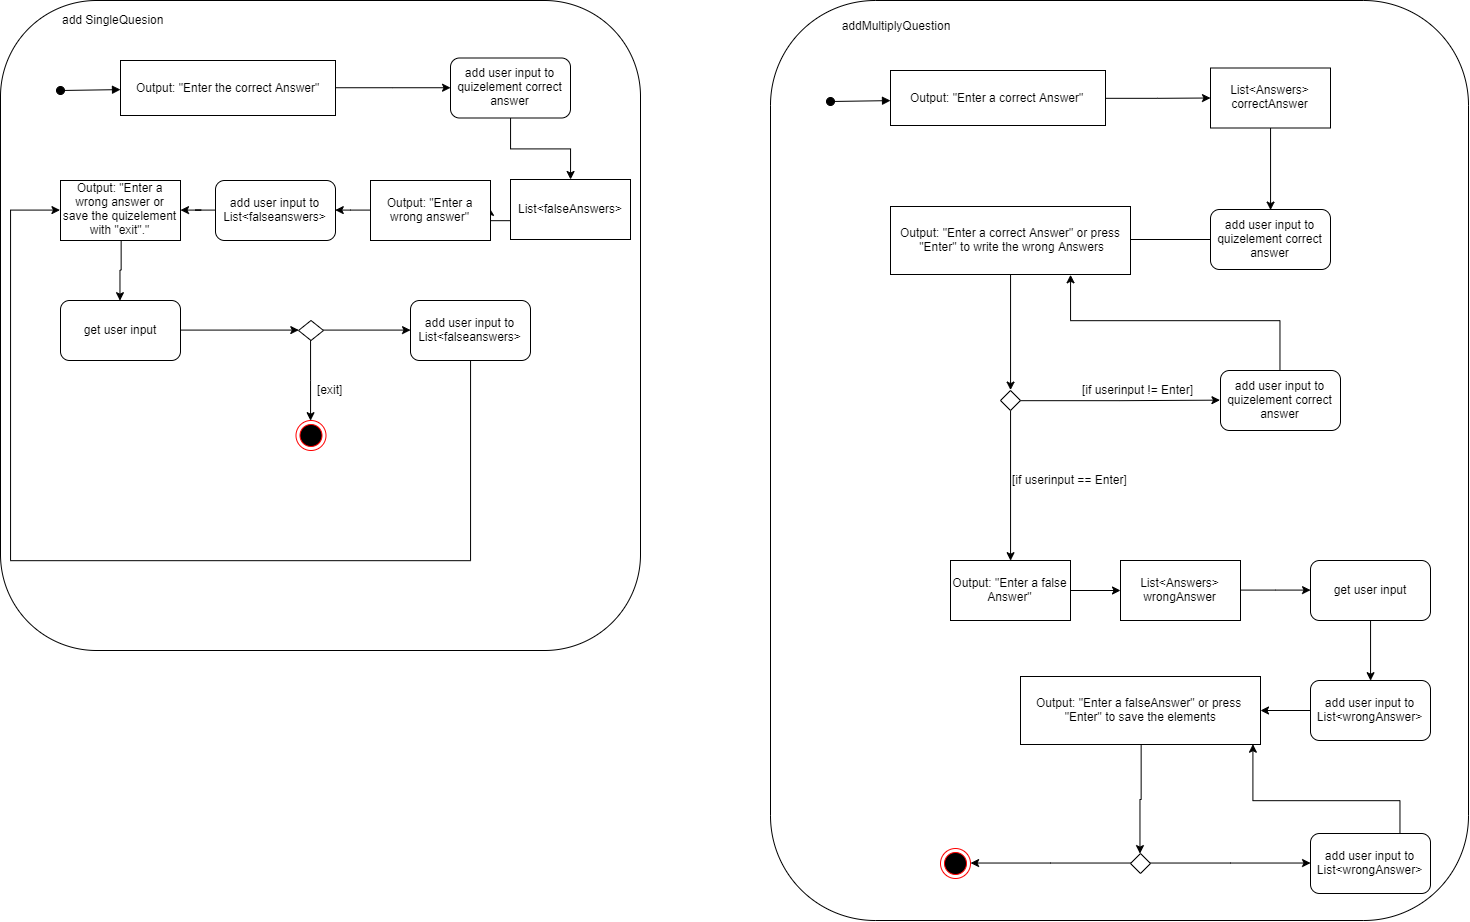 add SingleQuesion
Output: "Enter the correct Answer"
add user input to
quizelement correct
answer
Output: "Enter a
wrong answer or
save the quizelement
with "exit"."
add user input to
List<falseanswers>
Output: "Enter a
wrong answer"
List<falseAnswers>
get user input
add user input to
List<falseanswers>
[exit]
addMultiplyQuestion
Output: "Enter a correct Answer"
List<Answers>
correctAnswer
Output: "Enter a correct Answer" or press
"Enter" to write the wrong Answers
add user input to
quizelement correct
answer
[if userinput != Enter]
add user input to
quizelement correct
answer
[if userinput == Enter]
Output: "Enter a false
Answer"
List<Answers>
wrongAnswer
get user input
Output: "Enter a falseAnswer" or press
"Enter" to save the elements
add user input to
List<wrongAnswer>
add user input to
List<wrongAnswer>